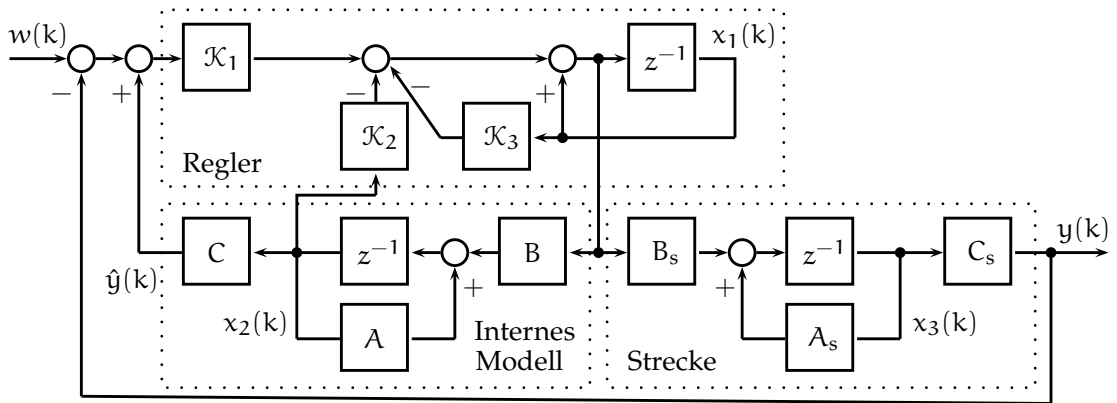 w(k)
−
+
𝒦₁
−
−
+
z⁻¹
x₁(k)
𝒦₂
𝒦₃
Regler
ŷ(k)
C
z⁻¹
+
B
Bₛ
+
z⁻¹
Cₛ
y(k)
x₂(k)
A
Internes
Modell
Aₛ
x₃(k)
Strecke